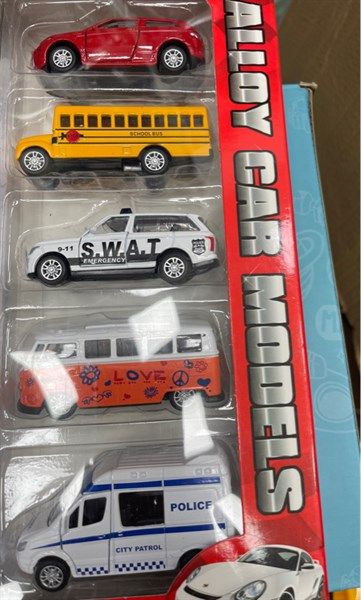 ALLOY CAR MODELS
SCHOOL BUS
9-11 S.W.A.T
EMERGENCY
LOVE
POLICE
CITY PATROL